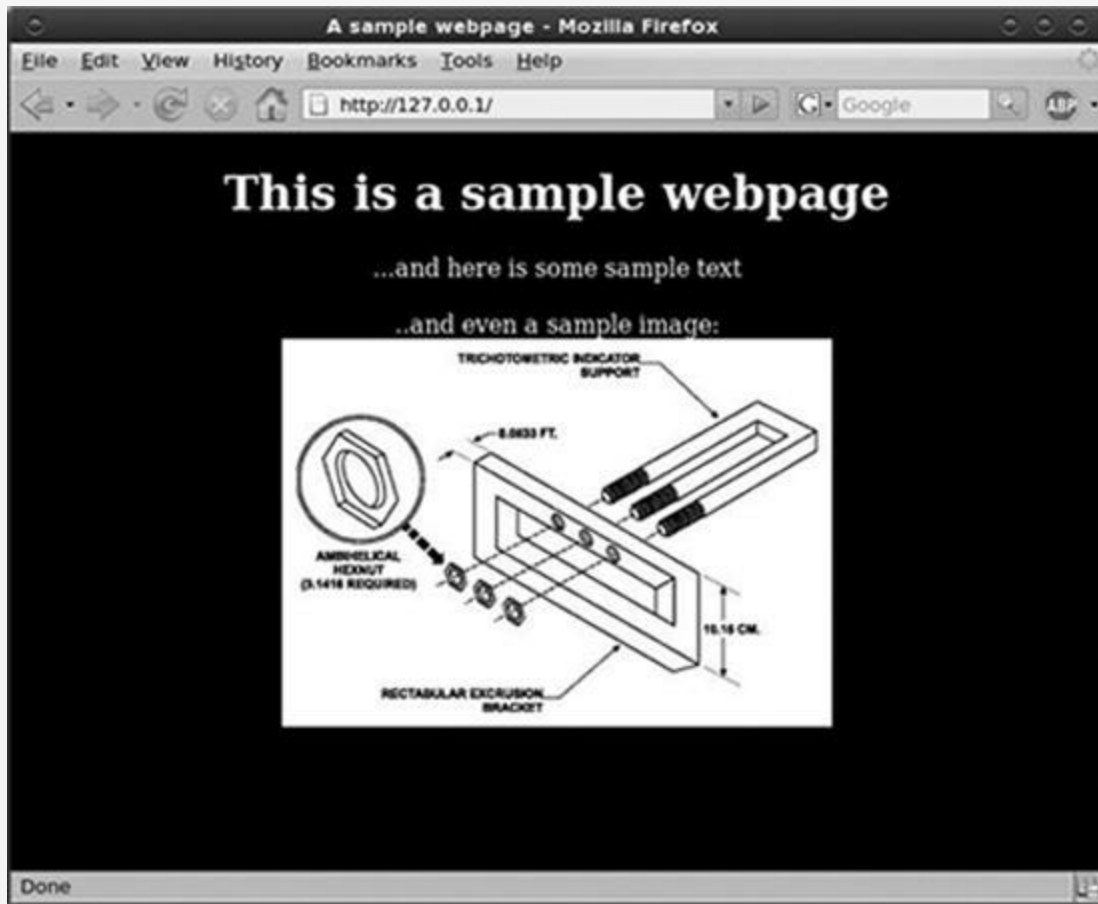 A sample webpage - Mozilla Firefox
File Edit View History Bookmarks Tools Help
http://127.0.0.1/
G Google
ABP
This is a sample webpage
...and here is some sample text
..and even a sample image:
TRICHOTOMETRIC INDICATOR
SUPPORT
FT.
AMBIHELICAL
HEXNUT
(3.1416 REQUIRED)
10.16 CM.
RECTABULAR EXCRUSION
BRACKET
Done